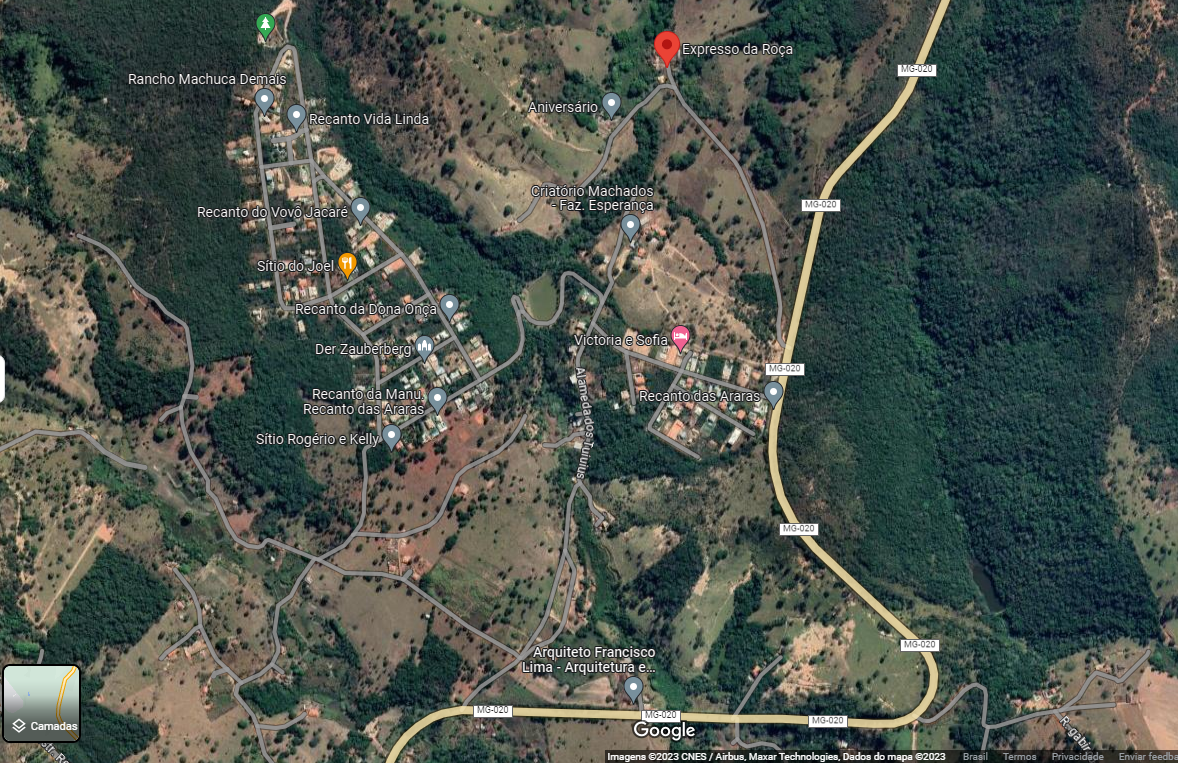 Expresso da Roça
MG-020
Rancho Machuca Demais
Aniversário
Recanto Vida Linda
Criatório Machados
- Faz. Esperança
MG-020
Recanto do Vovô Jacaré
Sítio do Joel
Recanto da Dona Onça
Victoria e Sofia
Der Zauberberg
MG-020
Recanto da Manu.
Recanto das Araras
Recanto das Araras
Sítio Rogério e Kelly
Alameda dos Tuiuiús
MG-020
MG-020
Arquiteto Francisco
Lima - Arquitetura e...
MG-020
MG-020
MG-020
Camadas
Google
Imagens ©2023 CNES / Airbus, Maxar Technologies, Dados do mapa ©2023
Brasil
Termos
Privacidade
Enviar feedba